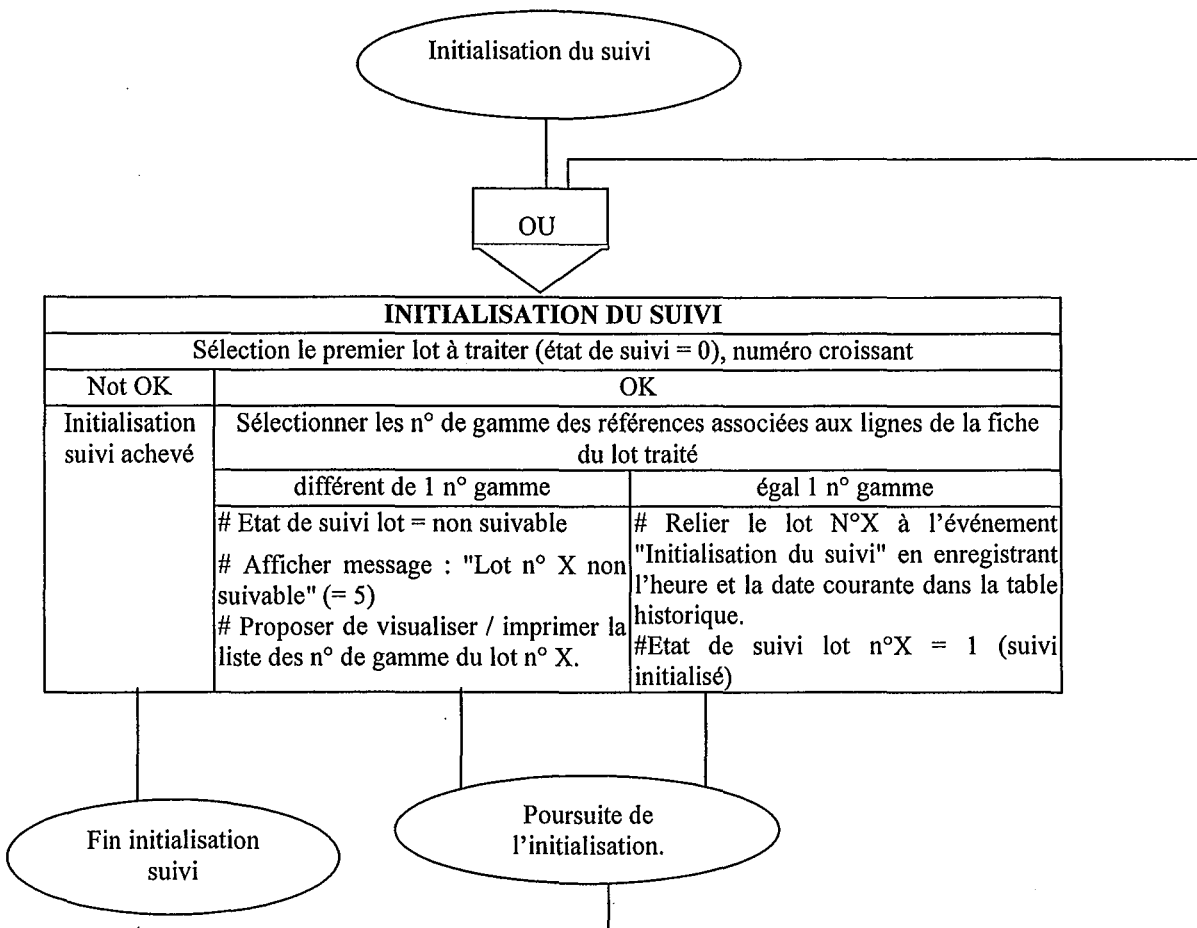 Initialisation du suivi
OU
INITIALISATION DU SUIVI
Sélection le premier lot à traiter (état de suivi = 0), numéro croissant
Not OK
OK
Initialisation
suivi achevé
Sélectionner les n° de gamme des références associées aux lignes de la fiche
du lot traité
différent de 1 n° gamme
égal 1 n° gamme
# Etat de suivi lot = non suivable
# Afficher message : "Lot n° X non
suivable" (= 5)
# Proposer de visualiser / imprimer la
liste des n° de gamme du lot n° X.
# Relier le lot N°X à l'événement
"Initialisation du suivi" en enregistrant
l'heure et la date courante dans la table
historique.
#Etat de suivi lot n°X = 1 (suivi
initialisé)
Fin initialisation
suivi
Poursuite de
l'initialisation.